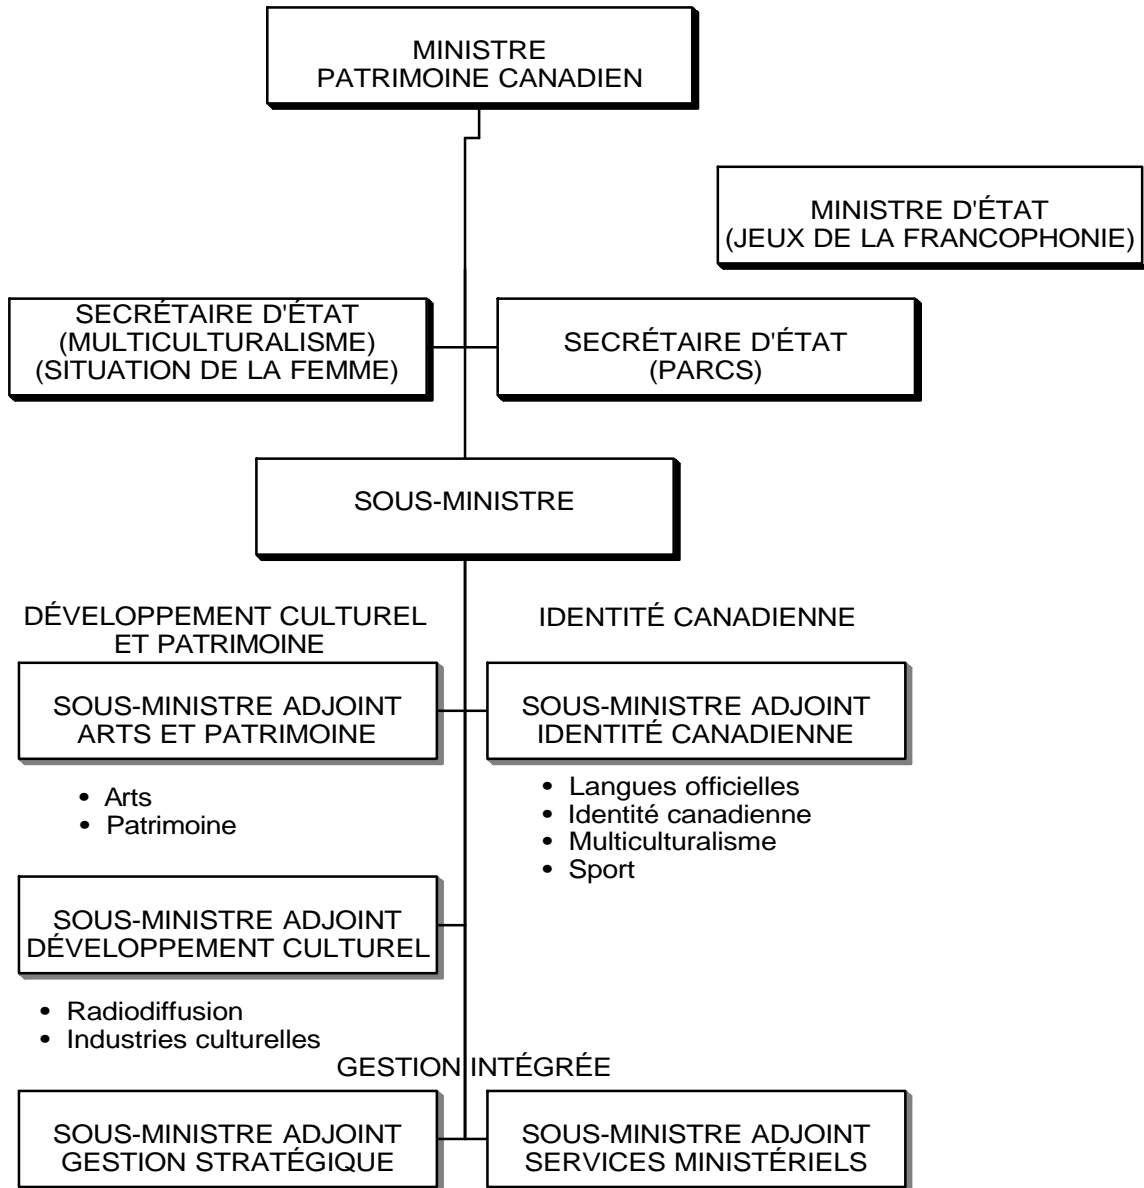 MINISTRE
PATRIMOINE CANADIEN
MINISTRE D'ÉTAT
(JEUX DE LA FRANCOPHONIE)
SECRÉTAIRE D'ÉTAT
(MULTICULTURALISME)
(SITUATION DE LA FEMME)
SECRÉTAIRE D'ÉTAT
(PARCS)
SOUS-MINISTRE
DÉVELOPPEMENT CULTUREL
ET PATRIMOINE
IDENTITÉ CANADIENNE
SOUS-MINISTRE ADJOINT
ARTS ET PATRIMOINE
SOUS-MINISTRE ADJOINT
IDENTITÉ CANADIENNE
• Arts
• Patrimoine
• Langues officielles
• Identité canadienne
• Multiculturalisme
• Sport
SOUS-MINISTRE ADJOINT
DÉVELOPPEMENT CULTUREL
• Radiodiffusion
• Industries culturelles
GESTION INTÉGRÉE
SOUS-MINISTRE ADJOINT
GESTION STRATÉGIQUE
SOUS-MINISTRE ADJOINT
SERVICES MINISTÉRIELS